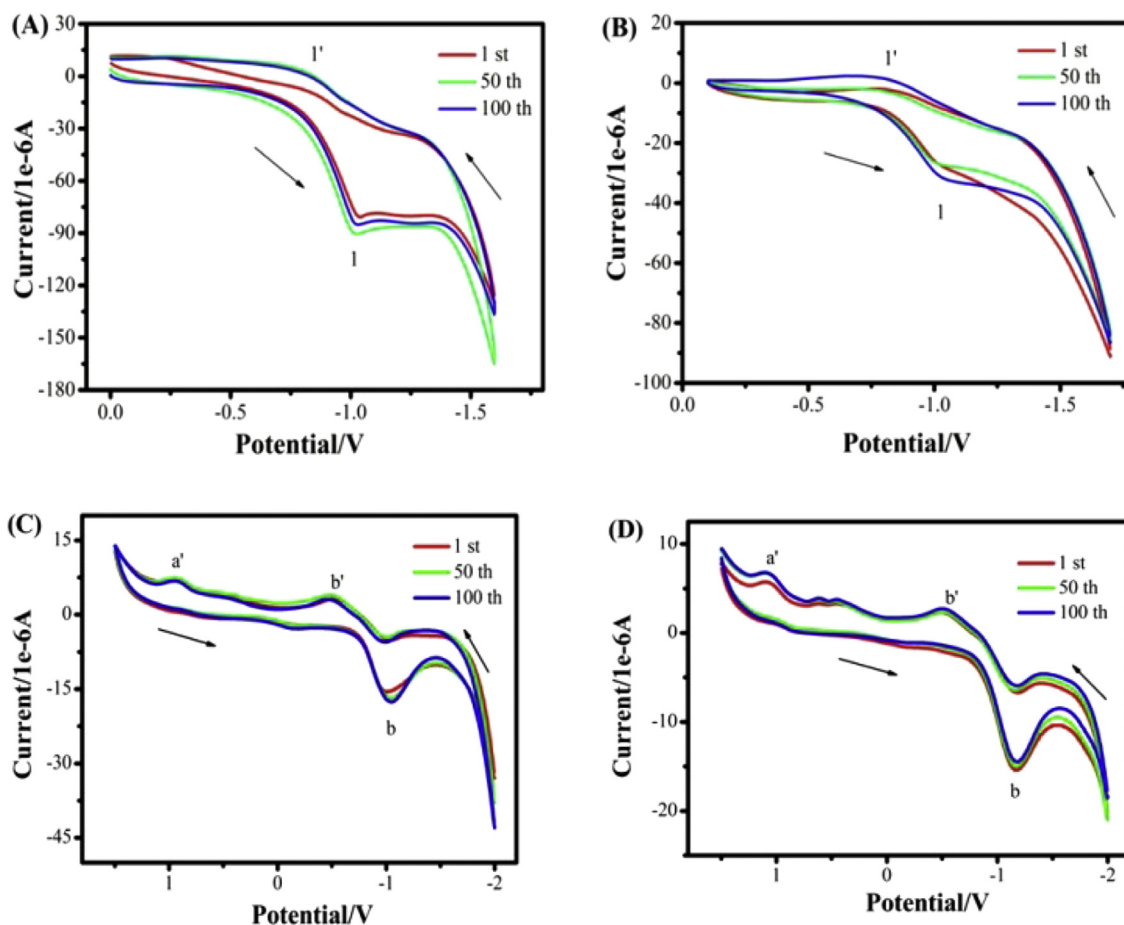 (A)
30
0
-30
-60
-90
-120
-150
-180
Current/1e-6A
0.0
-0.5
-1.0
-1.5
Potential/V
1'
1
1 st
50 th
100 th
(B)
20
0
-20
-40
-60
-80
-100
Current/1e-6A
0.0
-0.5
-1.0
-1.5
Potential/V
1'
1
1 st
50 th
100 th
(C)
15
0
-15
-30
-45
Current/1e-6A
1
0
-1
-2
Potential/V
a'
b'
b
1 st
50 th
100 th
(D)
10
0
-10
-20
Current/1e-6A
1
0
-1
-2
Potential/V
a'
b'
b
1 st
50 th
100 th